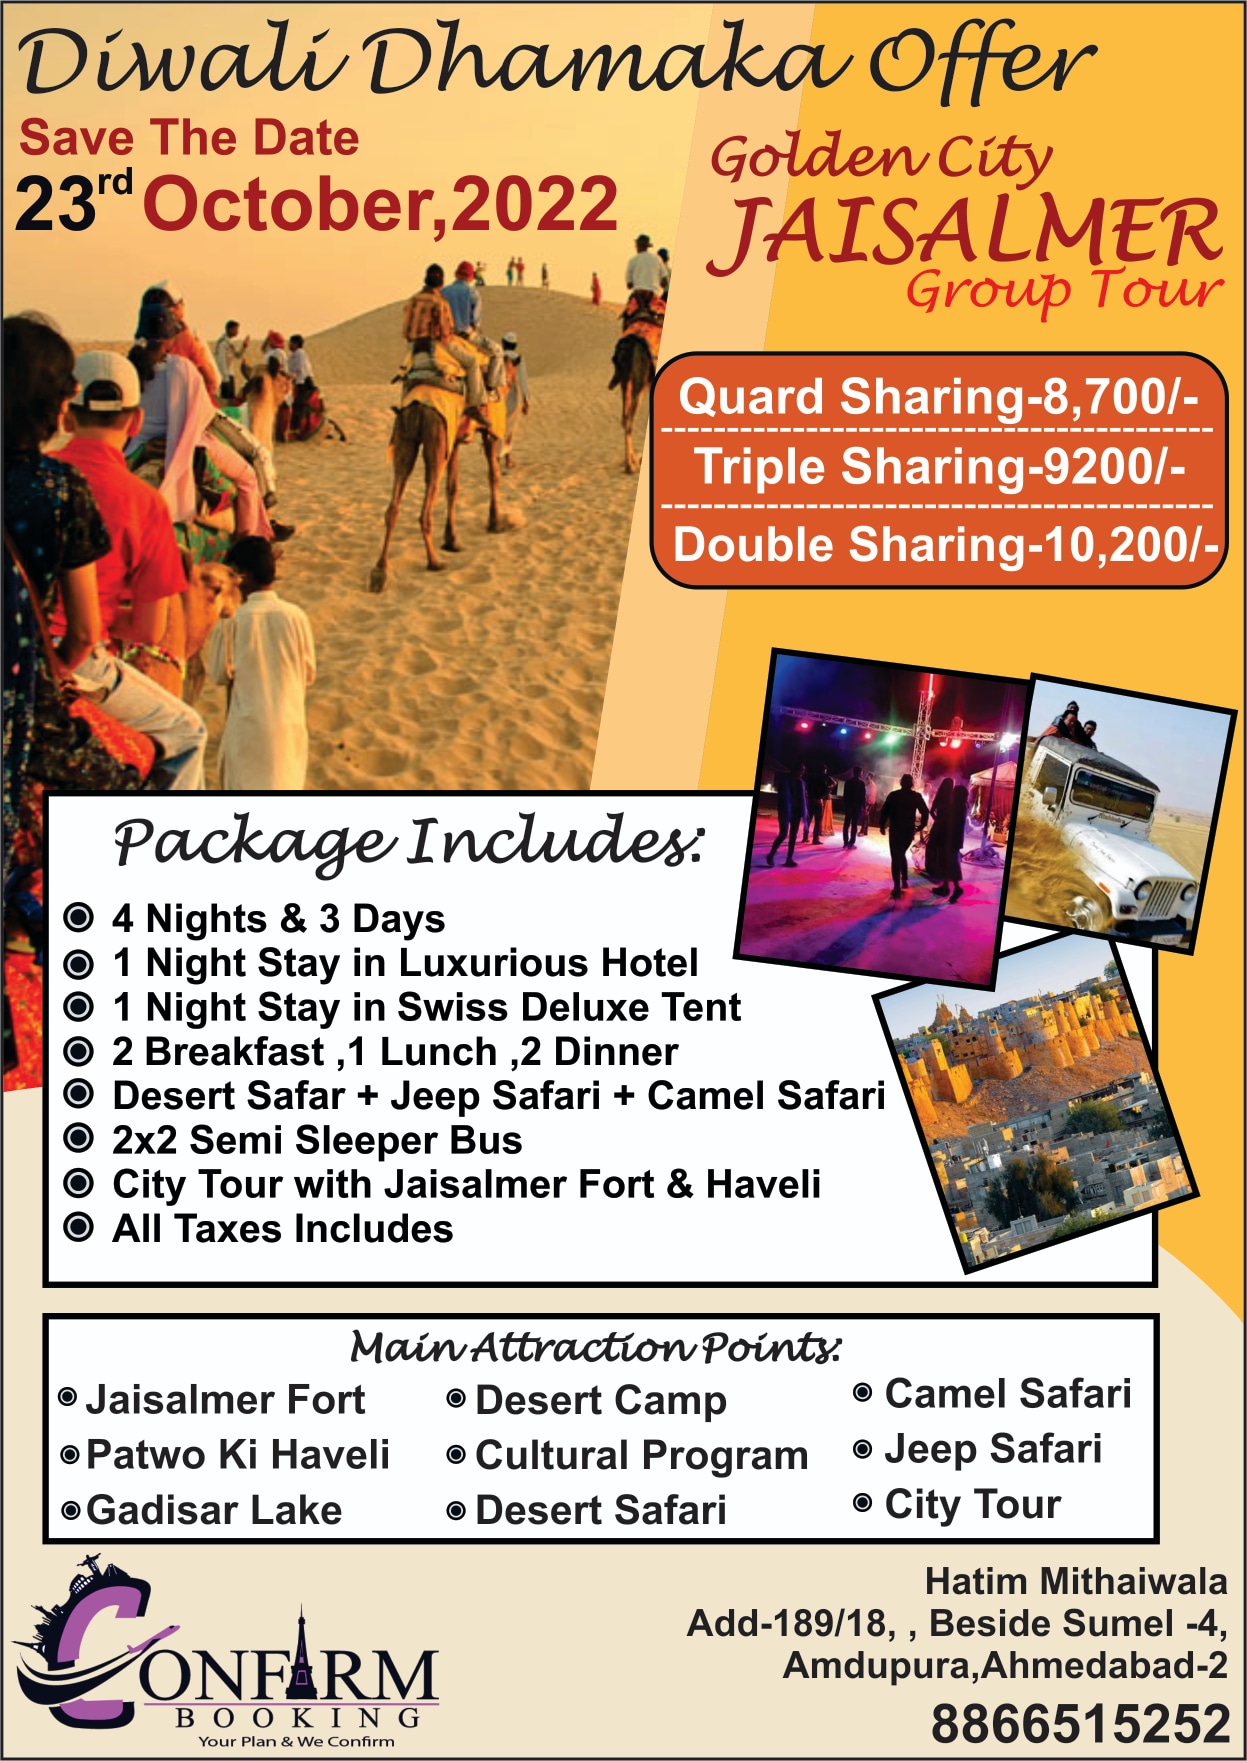 Diwali Dhamaka Offer
Save The Date
23rd October,2022
Golden City
JAISALMER
Group Tour
Quard Sharing-8,700/-
Triple Sharing-9200/-
Double Sharing-10,200/-
Package Includes:
4 Nights & 3 Days
1 Night Stay in Luxurious Hotel
1 Night Stay in Swiss Deluxe Tent
2 Breakfast ,1 Lunch ,2 Dinner
Desert Safar + Jeep Safari + Camel Safari
2x2 Semi Sleeper Bus
City Tour with Jaisalmer Fort & Haveli
All Taxes Includes
Main Attraction Points:
Jaisalmer Fort
Patwo Ki Haveli
Gadisar Lake
Desert Camp
Cultural Program
Desert Safari
Camel Safari
Jeep Safari
City Tour
CONFIRM
BOOKING
Your Plan & We Confirm
Hatim Mithaiwala
Add-189/18, , Beside Sumel -4,
Amdupura,Ahmedabad-2
8866515252